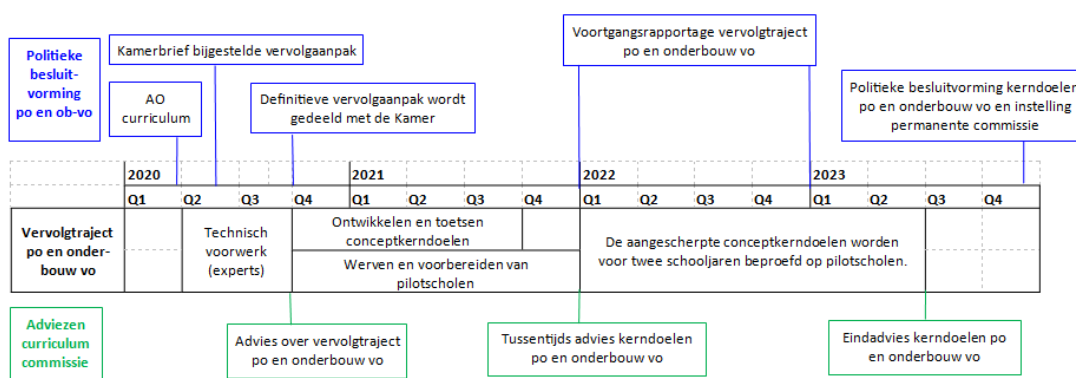 Politieke
besluit-
vorming
po en ob-vo
Kamerbrief bijgestelde vervolgaanpak
AO
curriculum
Definitieve vervolgaanpak wordt
gedeeld met de Kamer
Voortgangsrapportage vervolgtraject
po en onderbouw vo
Politieke besluitvorming kerndoelen
po en onderbouw vo en instelling
permanente commissie
2020 2021 2022 2023
Q1 Q2 Q3 Q4 Q1 Q2 Q3 Q4 Q1 Q2 Q3 Q4 Q1 Q2 Q3 Q4
Vervolgtraject
po en onder-
bouw vo
Technisch
voorwerk
(experts)
Ontwikkelen en toetsen
conceptkerndoelen
Werven en voorbereiden van
pilotscholen
De aangescherpte conceptkerndoelen worden
voor twee schooljaren beproefd op pilotscholen.
Adviezen
curriculum
commissie
Advies over vervolgtraject
po en onderbouw vo
Tussentijds advies kerndoelen
po en onderbouw vo
Eindadvies kerndoelen po
en onderbouw vo